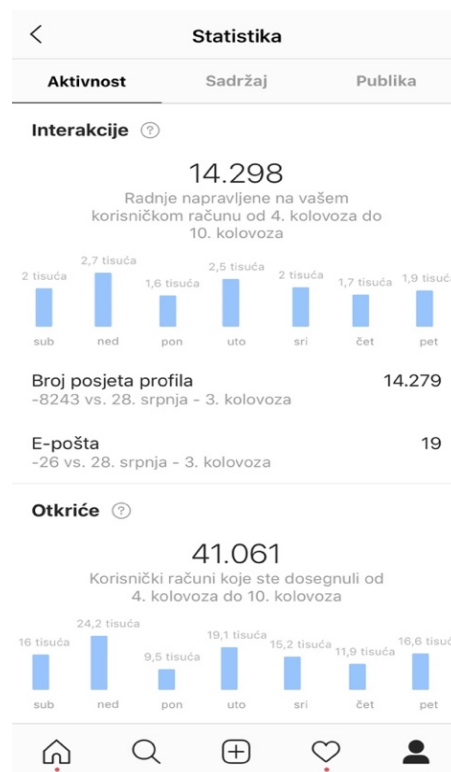 Statistika
Aktivnost Sadržaj Publika
Interakcije ?
14.298
Radnje napravljene na vašem
korisničkom računu od 4. kolovoza do
10. kolovoza
2 tisuća 2,7 tisuća 1,6 tisuća 2,5 tisuća 2 tisuća 1,7 tisuća 1,9 tisuć
sub ned pon uto sri čet pet
Broj posjeta profila 14.279
-8243 vs. 28. srpnja - 3. kolovoza
E-pošta 19
-26 vs. 28. srpnja - 3. kolovoza
Otkriće ?
41.061
Korisnički računi koje ste dosegnuli od
4. kolovoza do 10. kolovoza
16 tisuća 24,2 tisuća 9,5 tisuća 19,1 tisuća 15,2 tisuća 11,9 tisuća 16,6 tisuć
sub ned pon uto sri čet pet